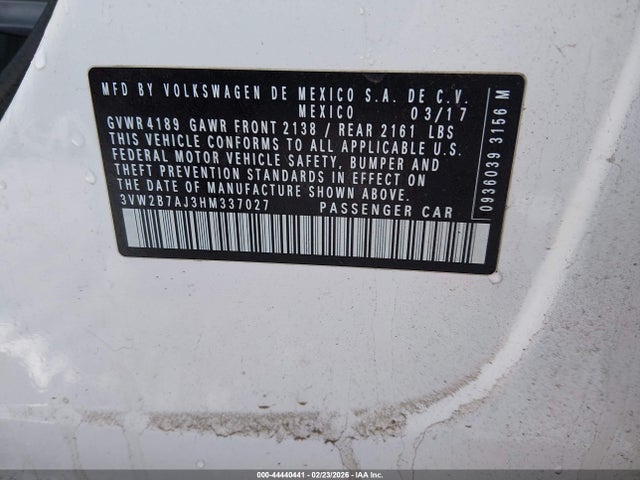 MFD BY VOLKSWAGEN DE MEXICO S.A. DE C.V.
MEXICO 03/17
GVWR 4189 GAWR FRONT 2138 / REAR 2161 LBS
THIS VEHICLE CONFORMS TO ALL APPLICABLE U.S.
FEDERAL MOTOR VEHICLE SAFETY, BUMPER AND
THEFT PREVENTION STANDARDS IN EFFECT ON
THE DATE OF MANUFACTURE SHOWN ABOVE.
3VW2B7AJ3HM337027 PASSENGER CAR
0936039 3156 M
000-44440441 - 02/23/2026 - IAA Inc.